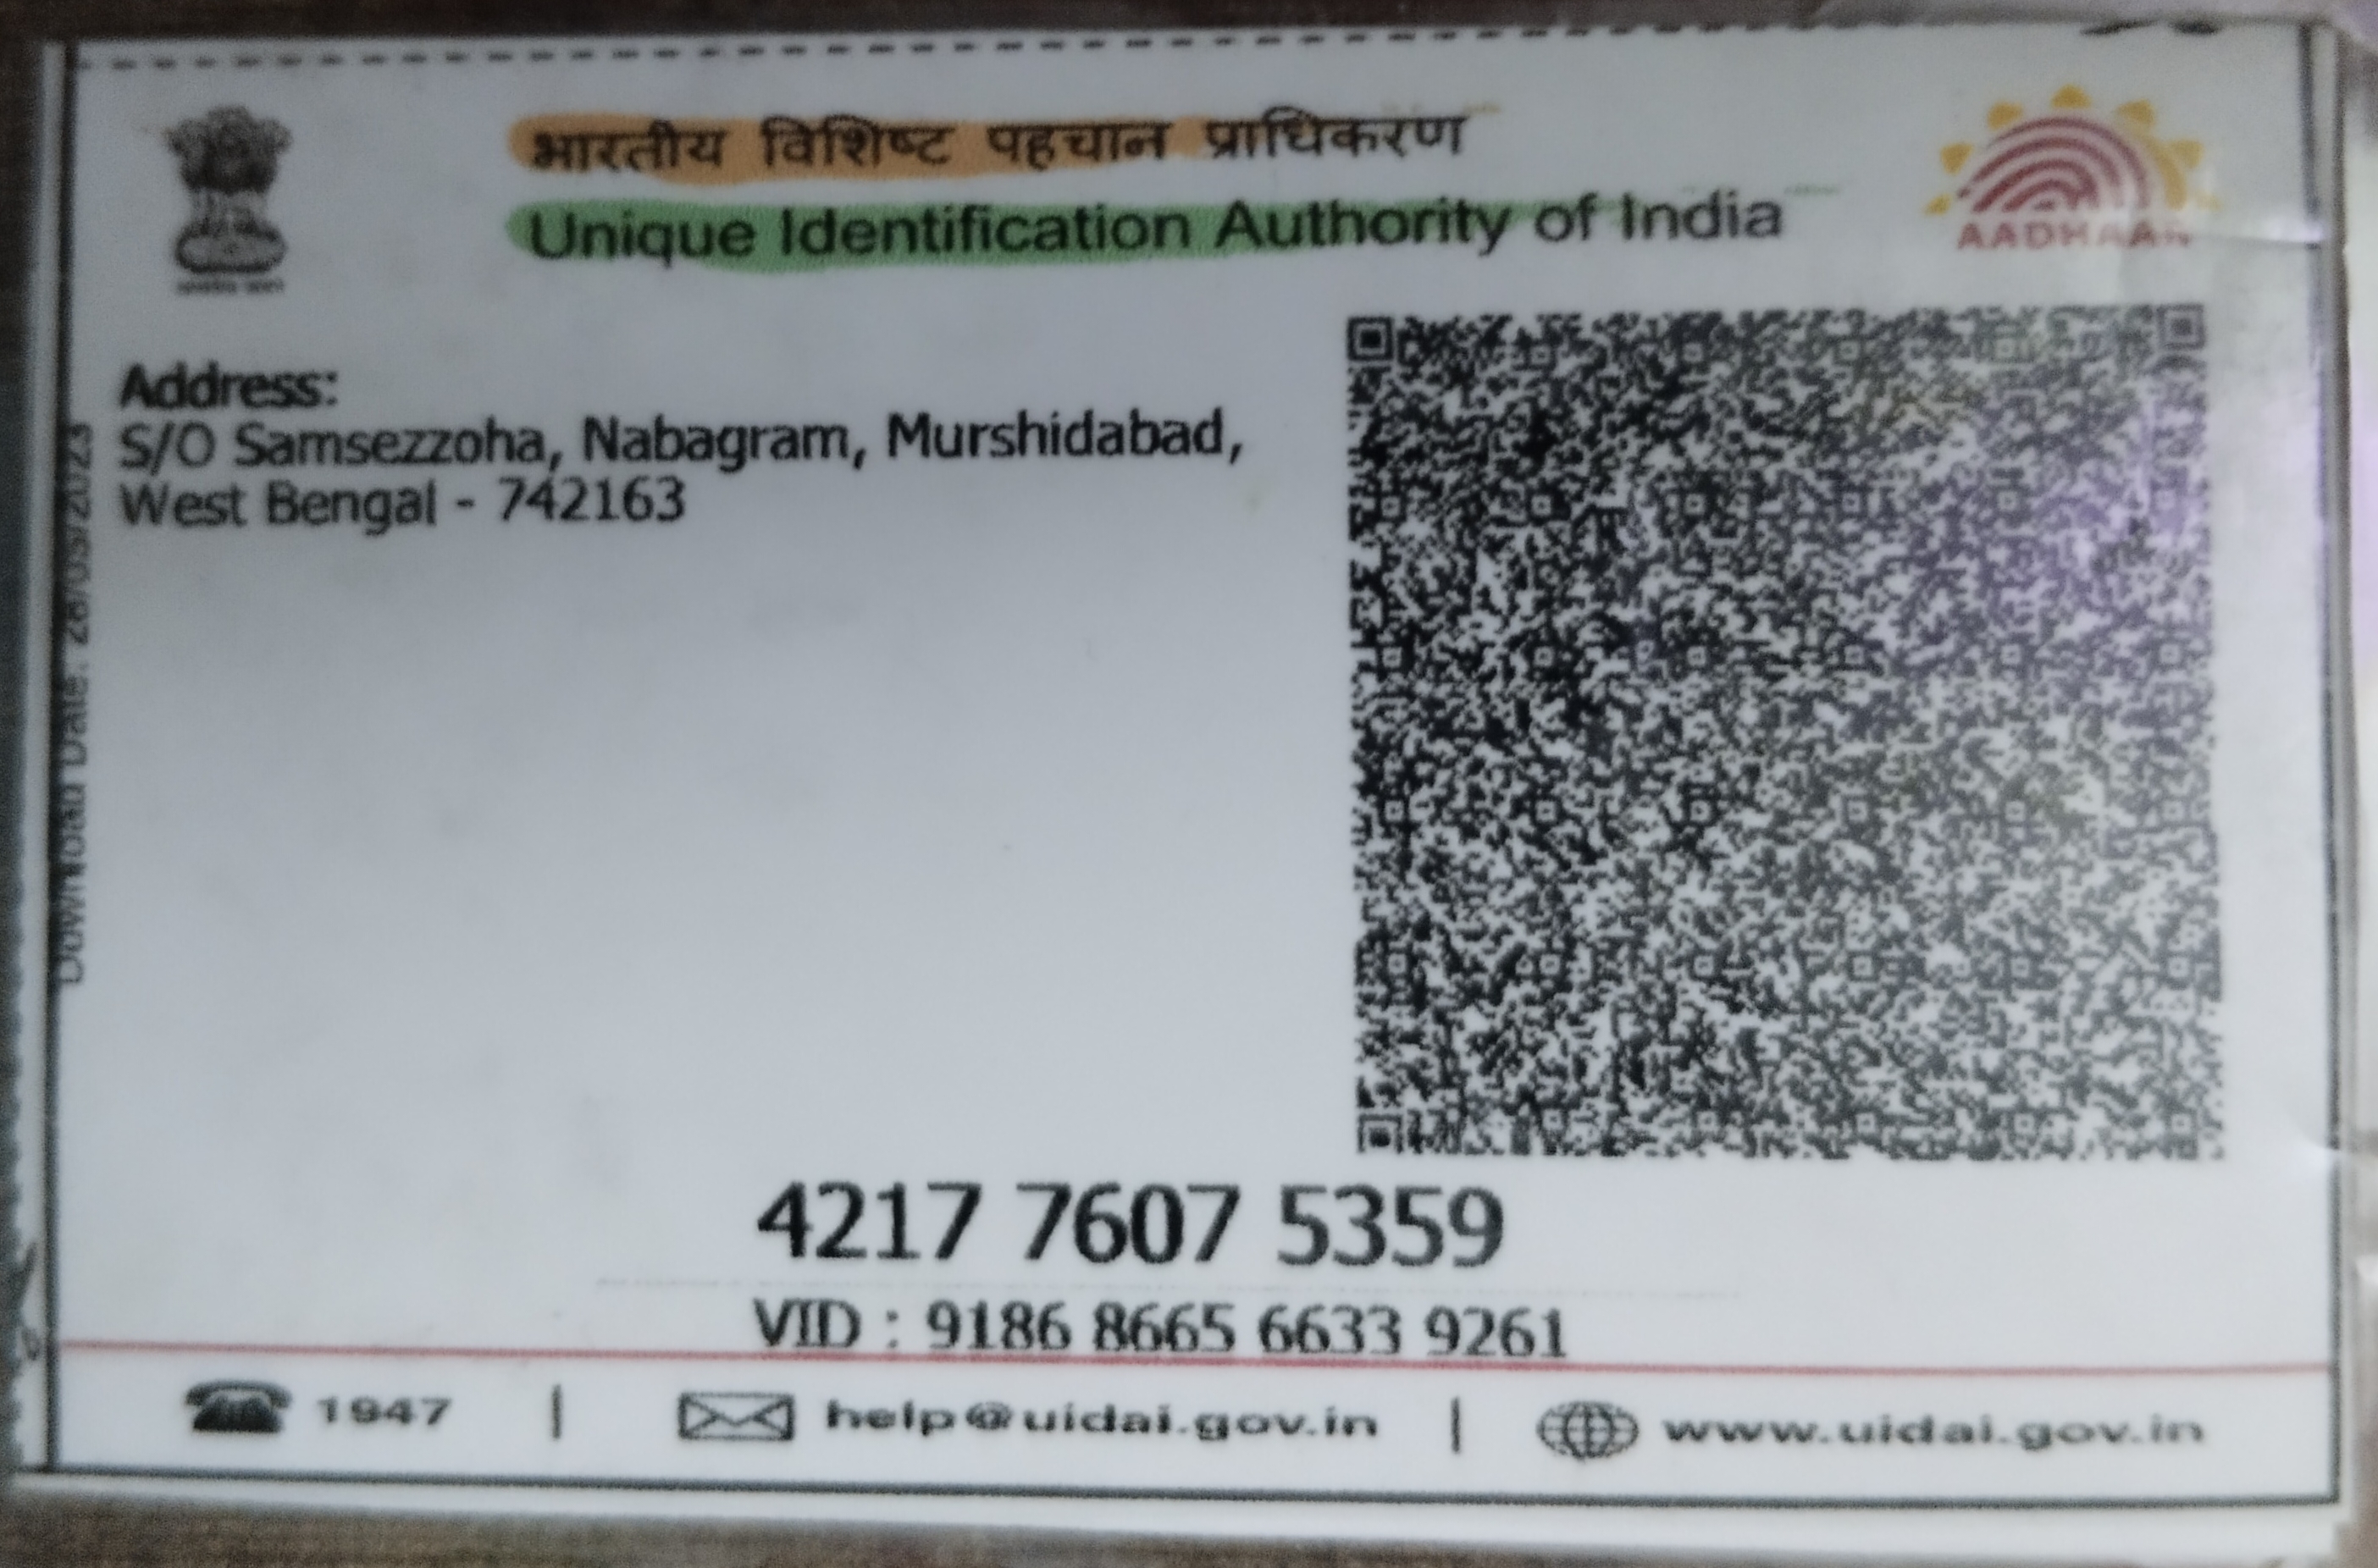 भारतीय विशिष्ट पहचान प्राधिकरण
Unique Identification Authority of India
AADHAAR
Address:
S/O Samsezzoha, Nabagram, Murshidabad,
West Bengal - 742163
Download Date: 28/03/2023
4217 7607 5359
VID : 9186 8665 6633 9261
1947 | help@uidai.gov.in | www.uidai.gov.in